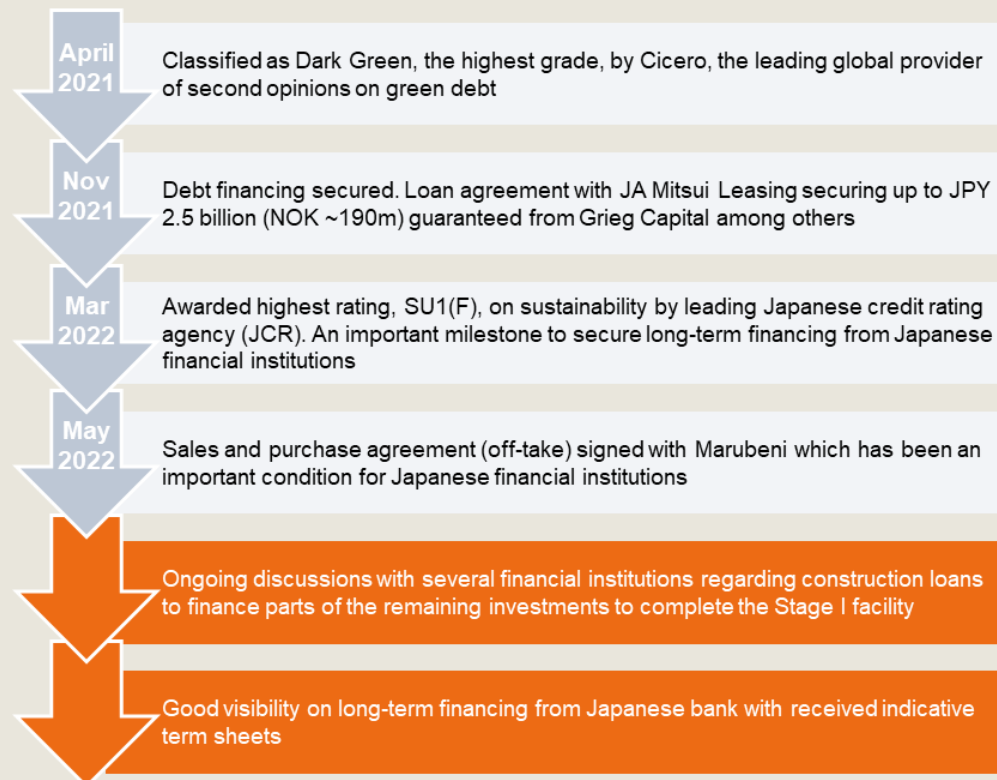 April
2021
Classified as Dark Green, the highest grade, by Cicero, the leading global provider
of second opinions on green debt
Nov
2021
Debt financing secured. Loan agreement with JA Mitsui Leasing securing up to JPY
2.5 billion (NOK ~190m) guaranteed from Grieg Capital among others
Mar
2022
Awarded highest rating, SU1(F), on sustainability by leading Japanese credit rating
agency (JCR). An important milestone to secure long-term financing from Japanese
financial institutions
May
2022
Sales and purchase agreement (off-take) signed with Marubeni which has been an
important condition for Japanese financial institutions
Ongoing discussions with several financial institutions regarding construction loans
to finance parts of the remaining investments to complete the Stage I facility
Good visibility on long-term financing from Japanese bank with received indicative
term sheets